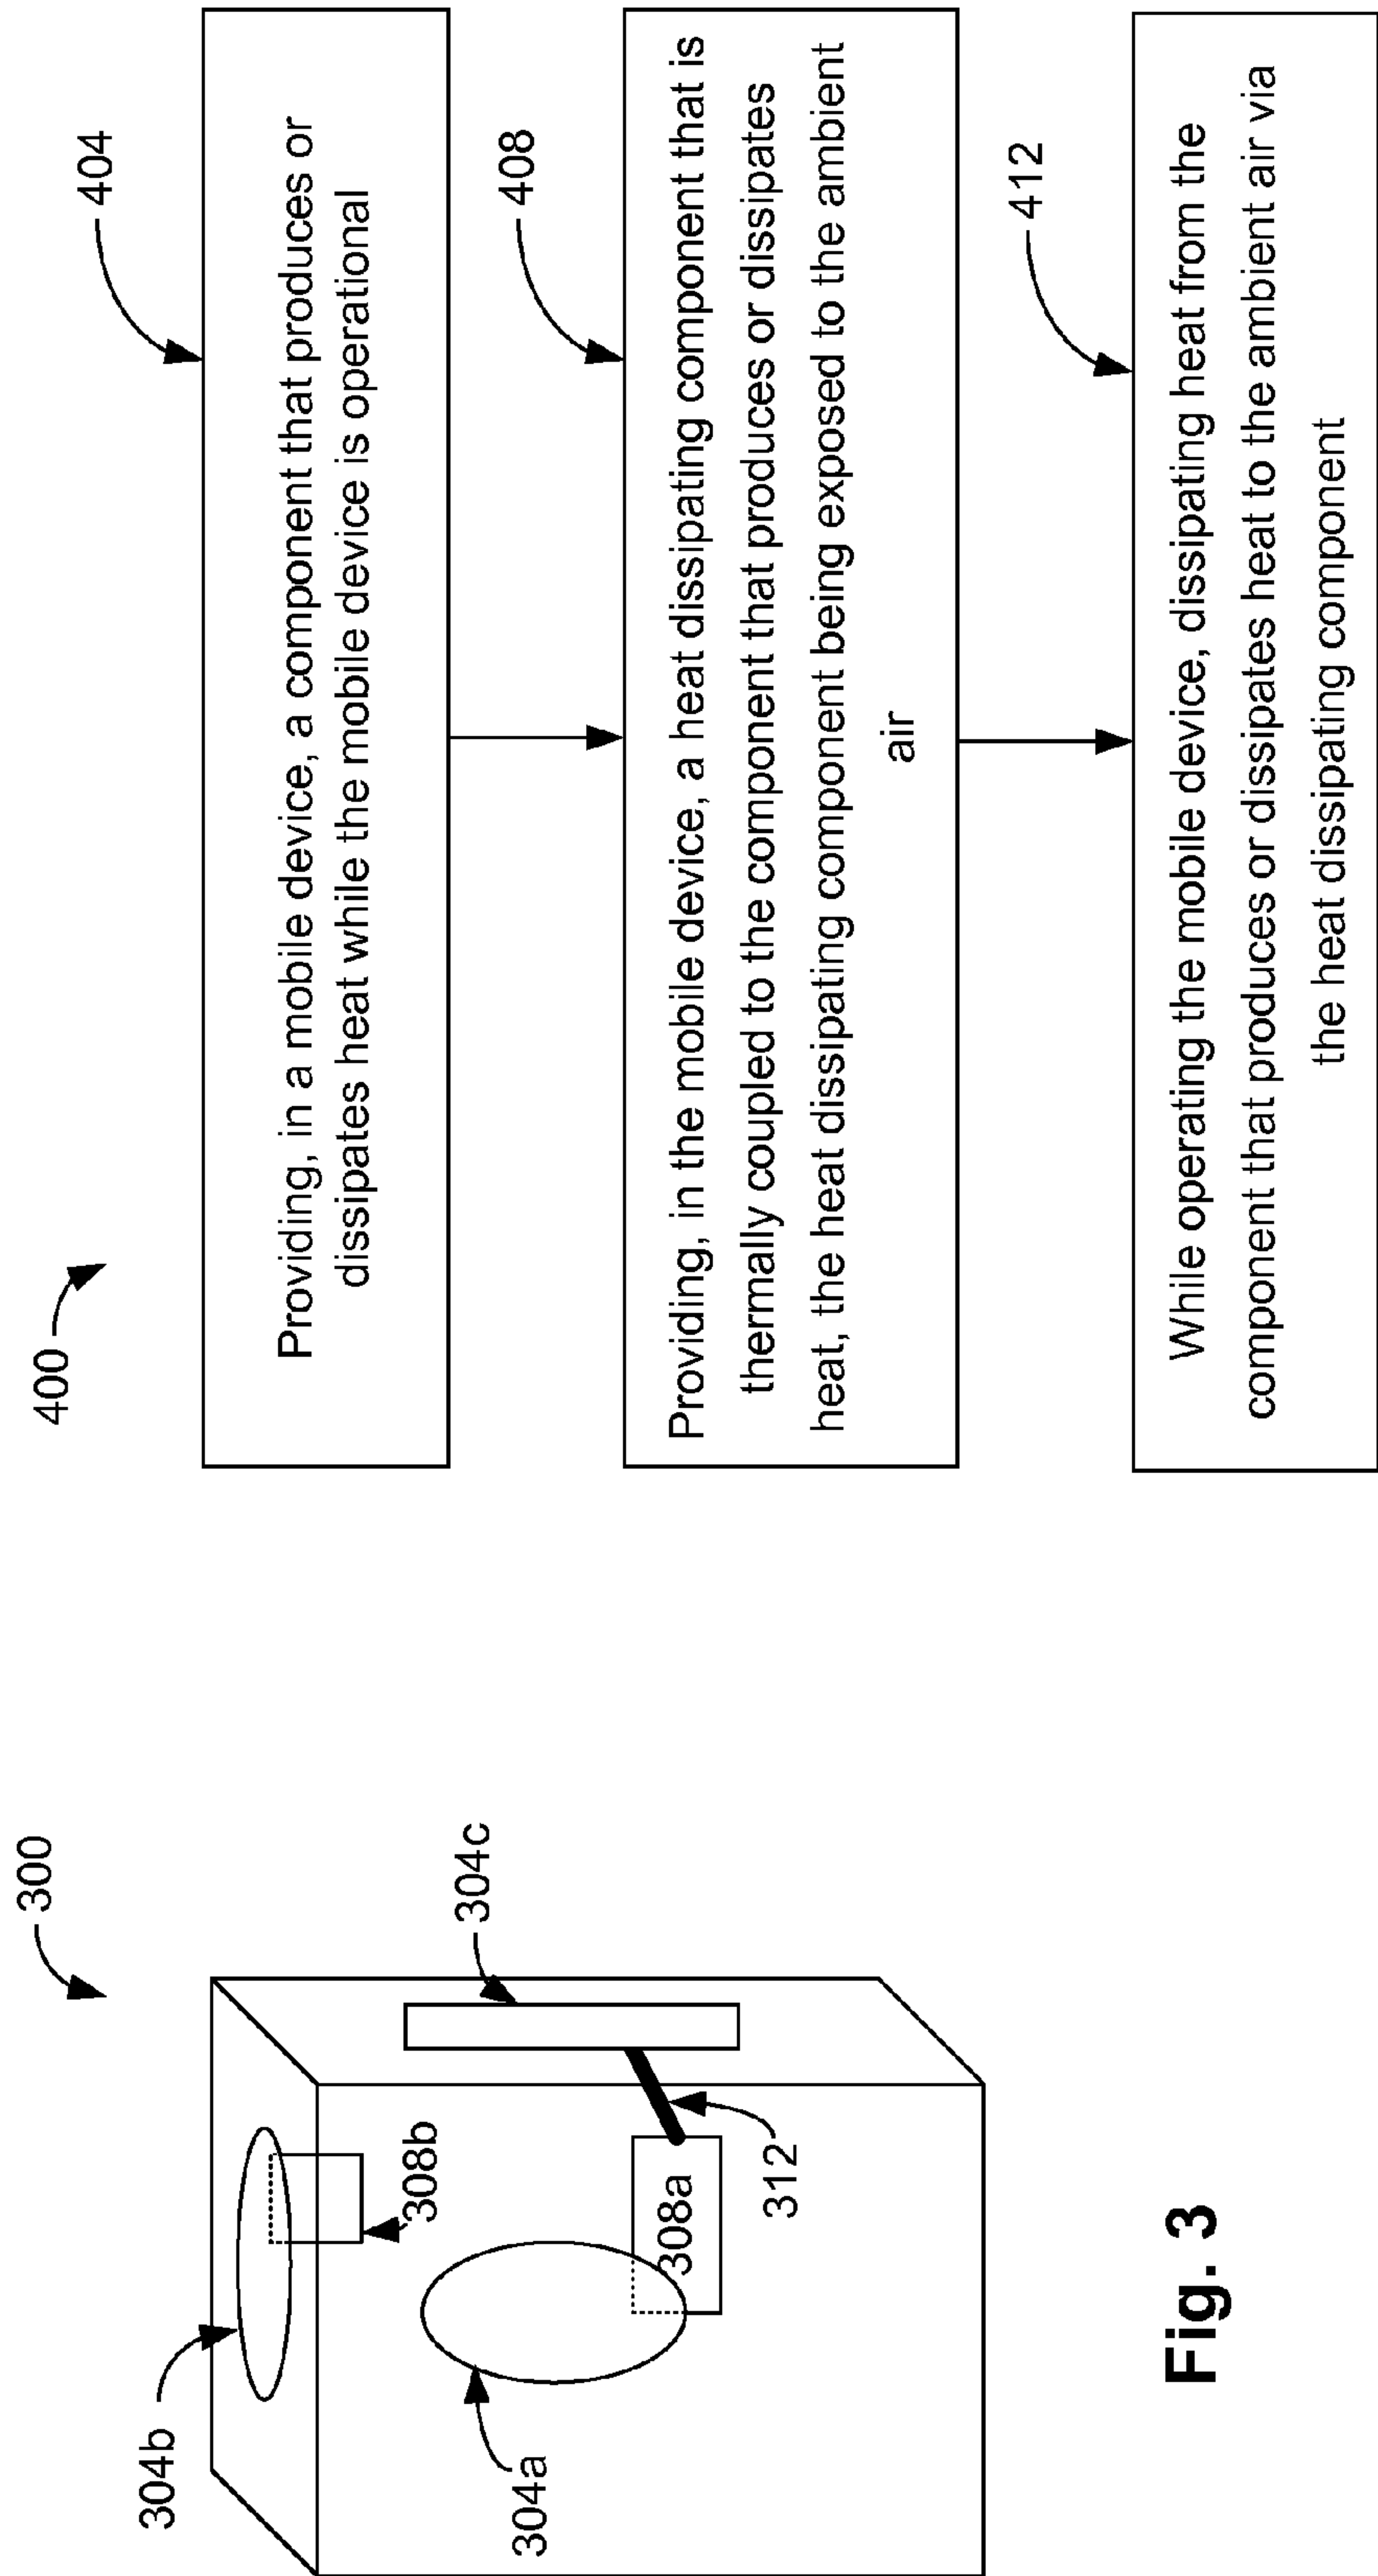 300
304b
304a
308b
304c
308a
312
Fig. 3
400
404
Providing, in a mobile device, a component that produces or
dissipates heat while the mobile device is operational
408
Providing, in the mobile device, a heat dissipating component that is
thermally coupled to the component that produces or dissipates
heat, the heat dissipating component being exposed to the ambient
air
412
While operating the mobile device, dissipating heat from the
component that produces or dissipates heat to the ambient air via
the heat dissipating component